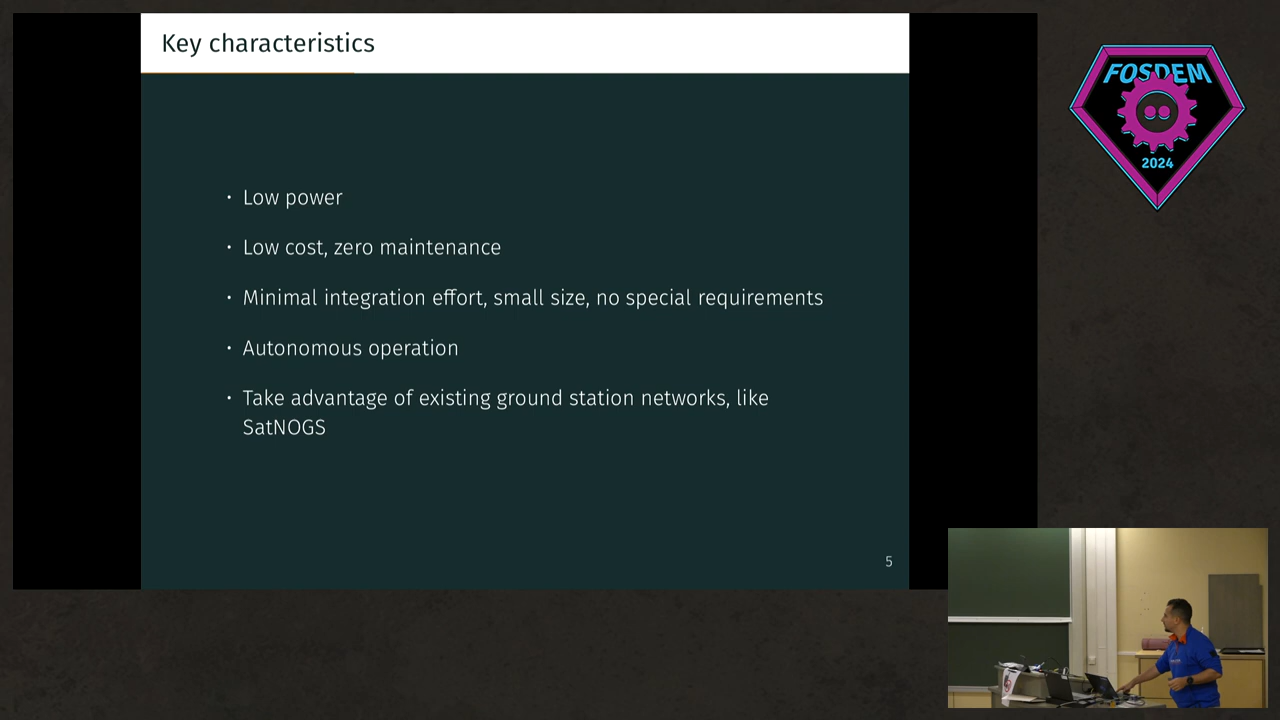 Key characteristics
• Low power
• Low cost, zero maintenance
• Minimal integration effort, small size, no special requirements
• Autonomous operation
• Take advantage of existing ground station networks, like
SatNOGS
5
FOSDEM
2024